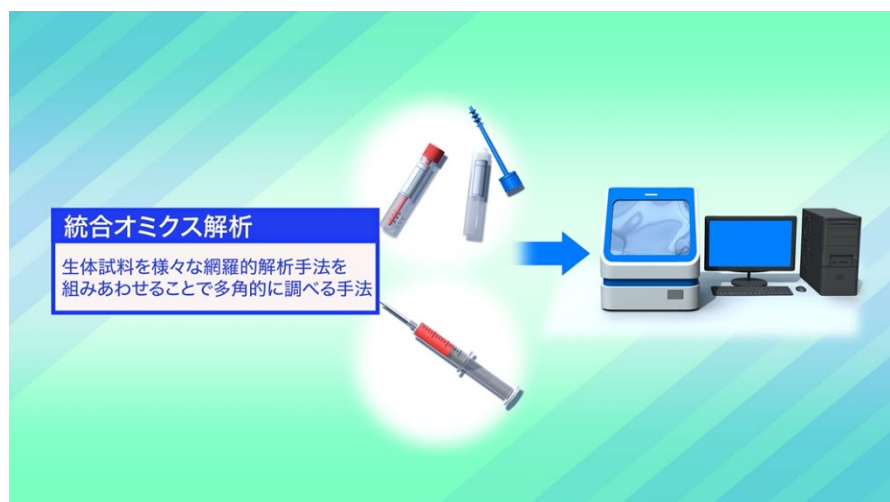 統合オミクス解析
生体試料を様々な網羅的解析手法を
組みあわせることで多角的に調べる手法